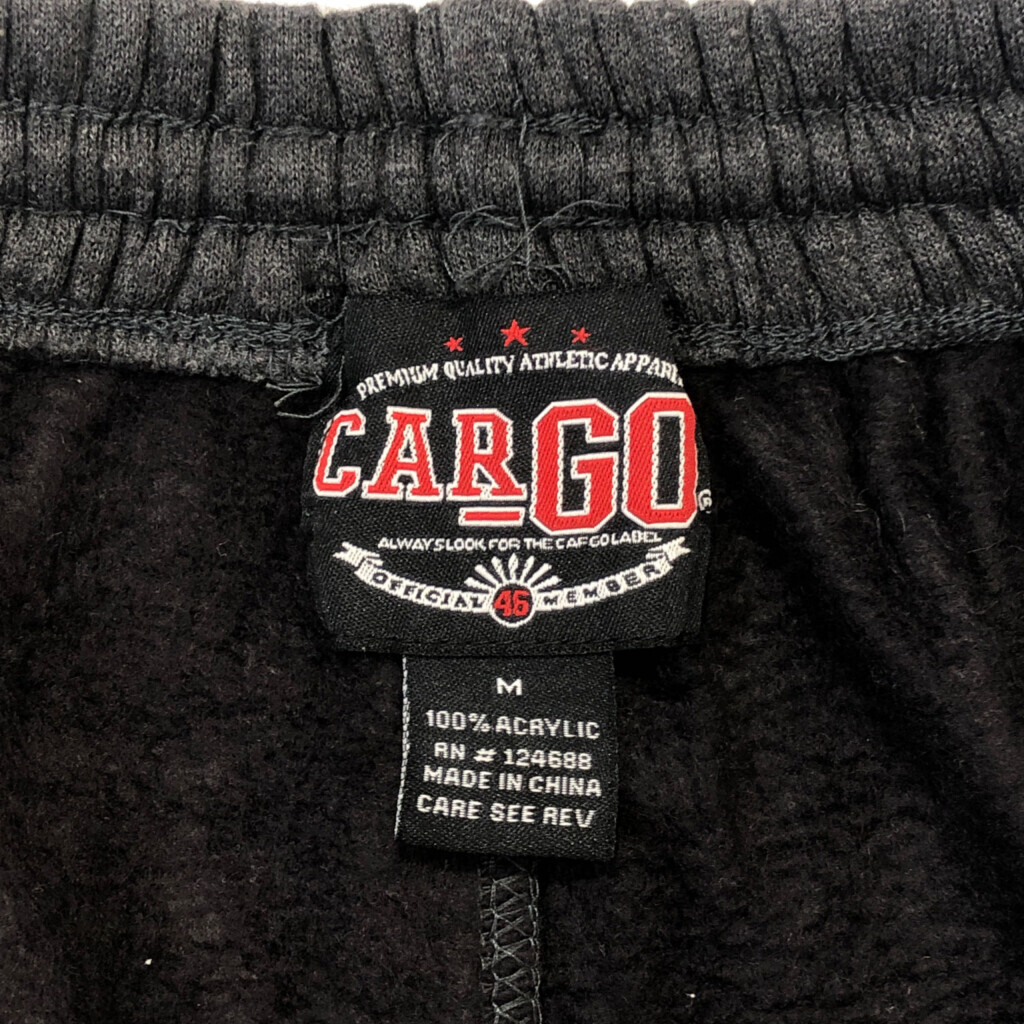 PREMIUM QUALITY ATHLETIC APPAREL
CARGO®
ALWAYS LOOK FOR THE CARGO LABEL
OFFICIAL 46 MEMBER
M
100% ACRYLIC
RN # 124688
MADE IN CHINA
CARE SEE REV